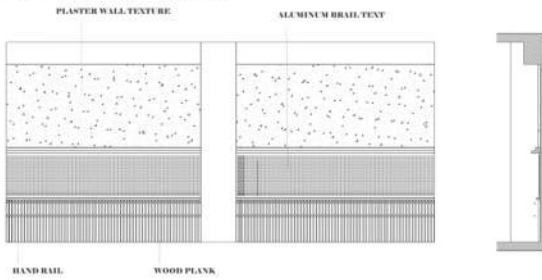 PLASTER WALL TEXTURE
ALUMINUM BRAIL TEXT
HAND RAIL
WOOD PLANK